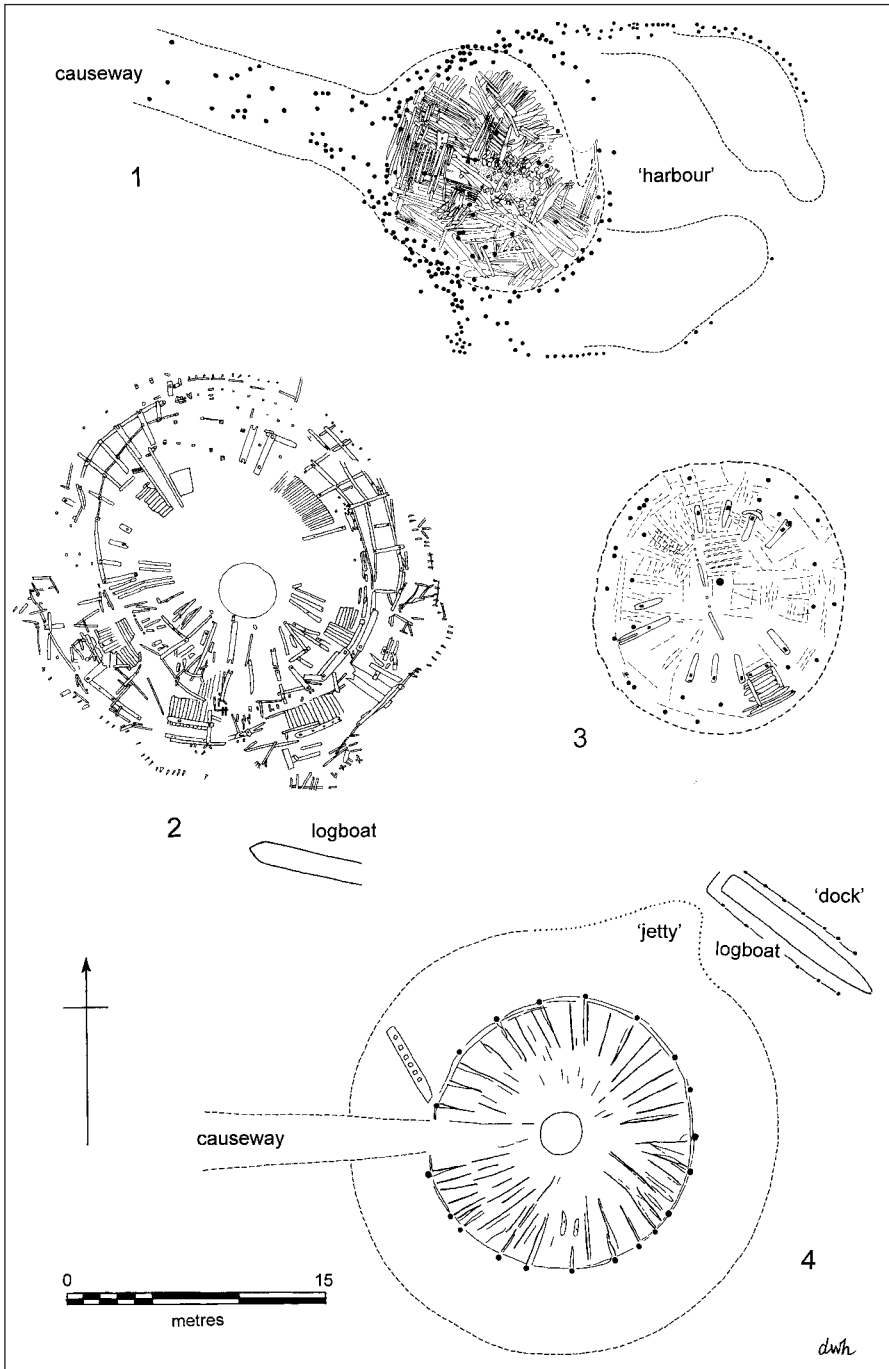 causeway
1
'harbour'
2
3
logboat
'dock'
'jetty'
logboat
causeway
4
0 15
metres
dwh